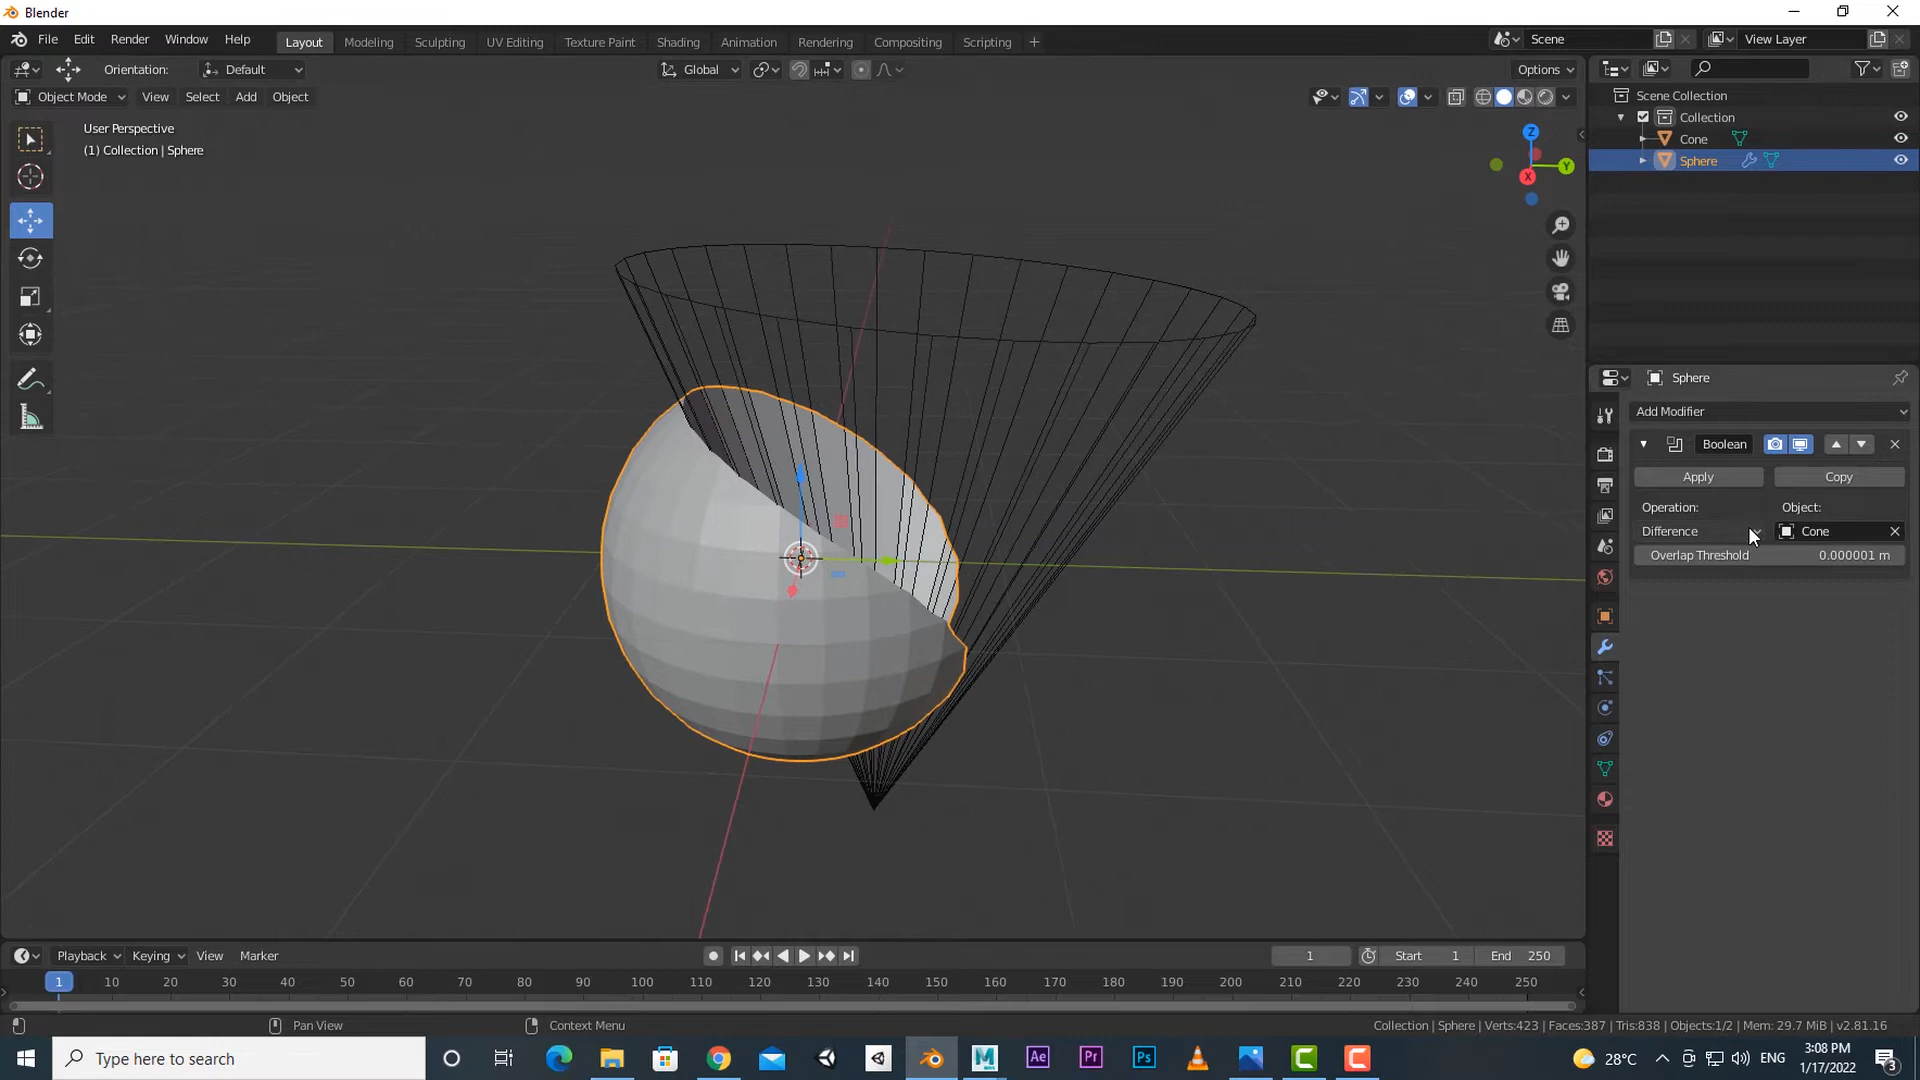 Blender
File Edit Render Window Help Layout Modeling Sculpting UV Editing Texture Paint Shading Animation Rendering Compositing Scripting + Scene View Layer
Orientation: Default Global Options
Object Mode View Select Add Object
Scene Collection
Collection
Cone
Sphere
User Perspective
(1) Collection | Sphere
Z
Y
X
Sphere
Add Modifier
Boolean
Apply Copy
Operation: Object:
Difference Cone
Overlap Threshold 0.000001 m
Playback Keying View Marker 1 Start 1 End 250
1 10 20 30 40 50 60 70 80 90 100 110 120 130 140 150 160 170 180 190 200 210 220 230 240 250
Pan View Context Menu Collection | Sphere | Verts:423 | Faces:387 | Tris:838 | Objects:1/2 | Mem: 29.7 MiB | v2.81.16
Type here to search Ae Pr Ps 28°C ENG 3:08 PM
1/17/2022 3